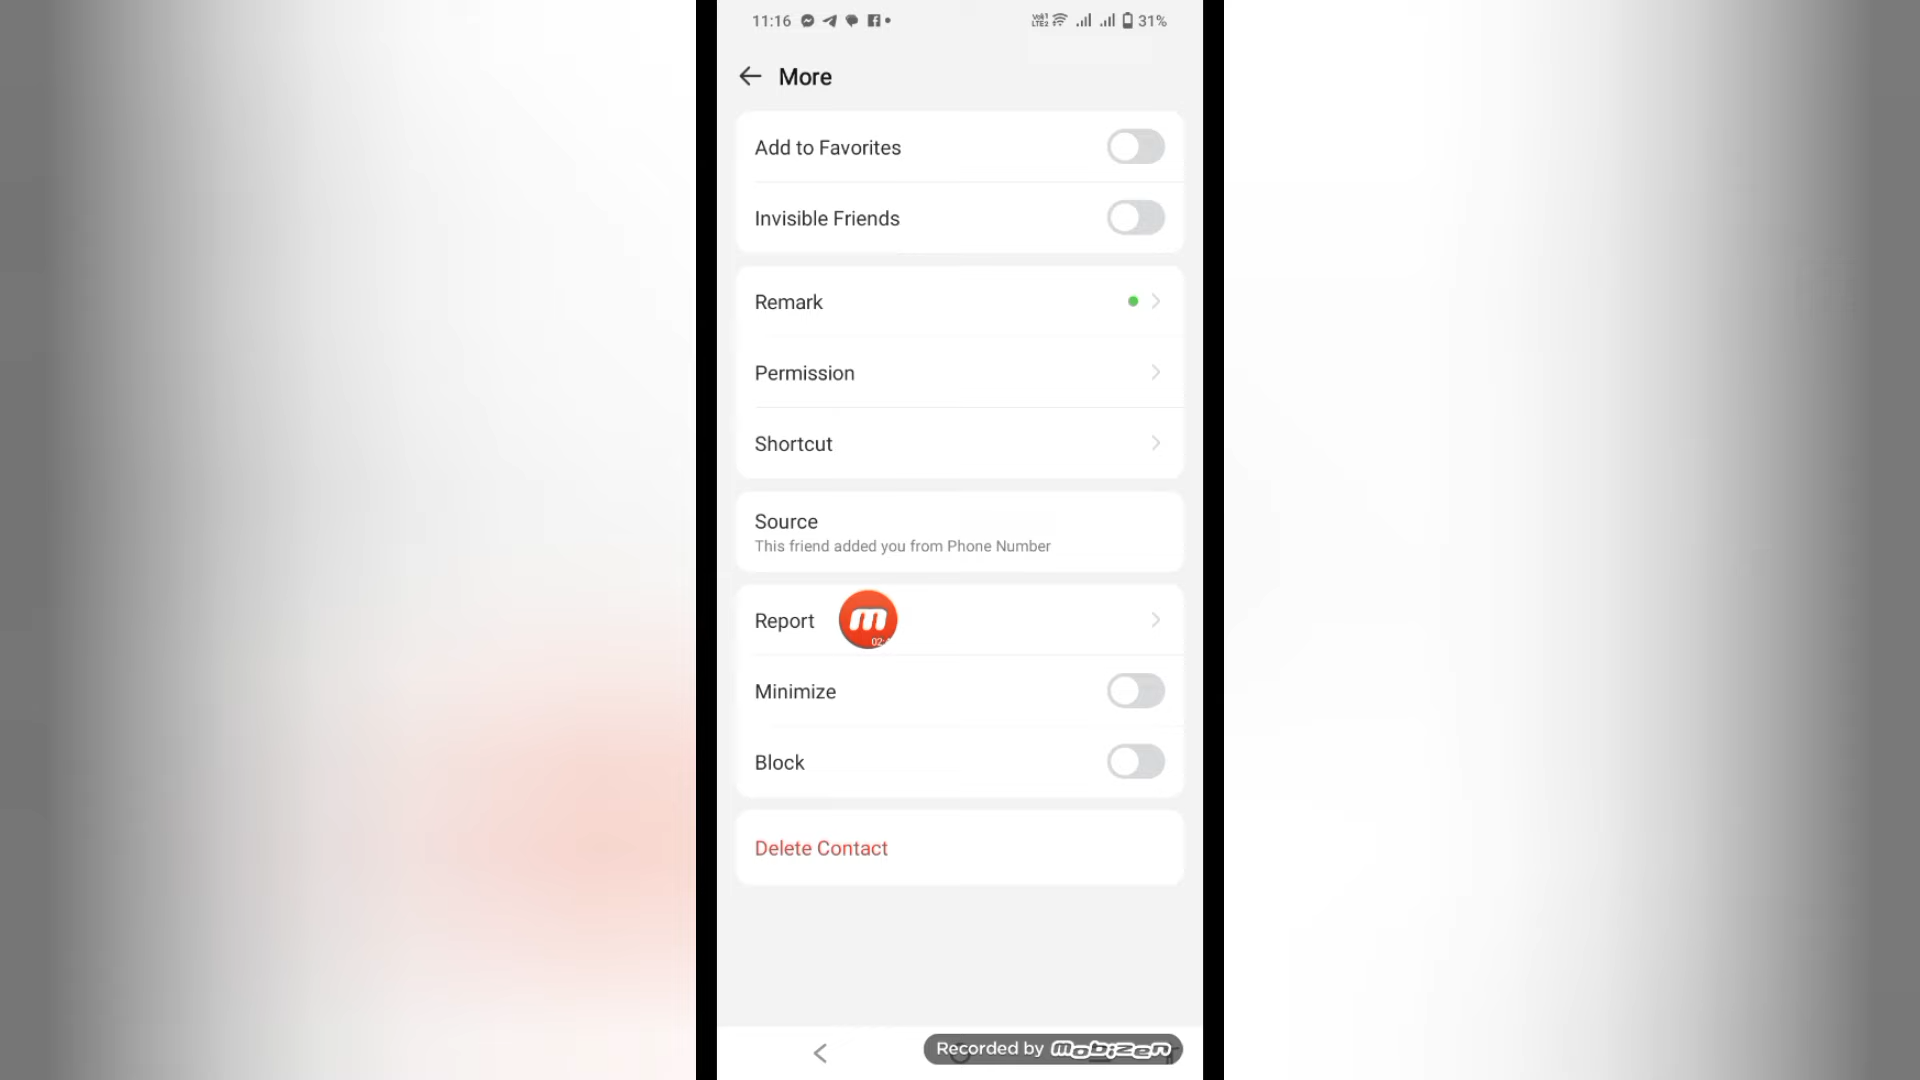 11:16 31%
More
Add to Favorites
Invisible Friends
Remark
Permission
Shortcut
Source
This friend added you from Phone Number
Report
Minimize
Block
Delete Contact
Recorded by mobizen